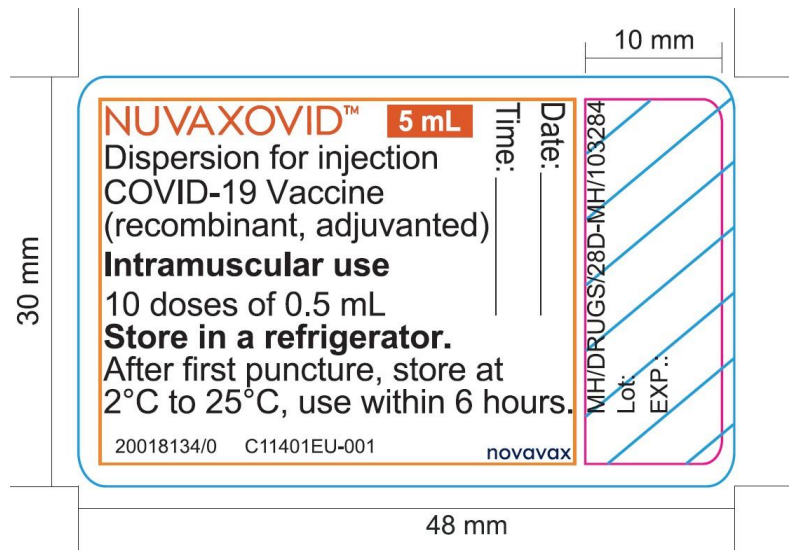 10 mm
NUVAXOVID™ 5 mL
Dispersion for injection
COVID-19 Vaccine
(recombinant, adjuvanted)
Intramuscular use
10 doses of 0.5 mL
Store in a refrigerator.
After first puncture, store at
2°C to 25°C, use within 6 hours.
20018134/0 C11401EU-001
novavax
Date:
Time:
MH/DRUGS/28D-MH/103284
Lot:
EXP.:
30 mm
48 mm